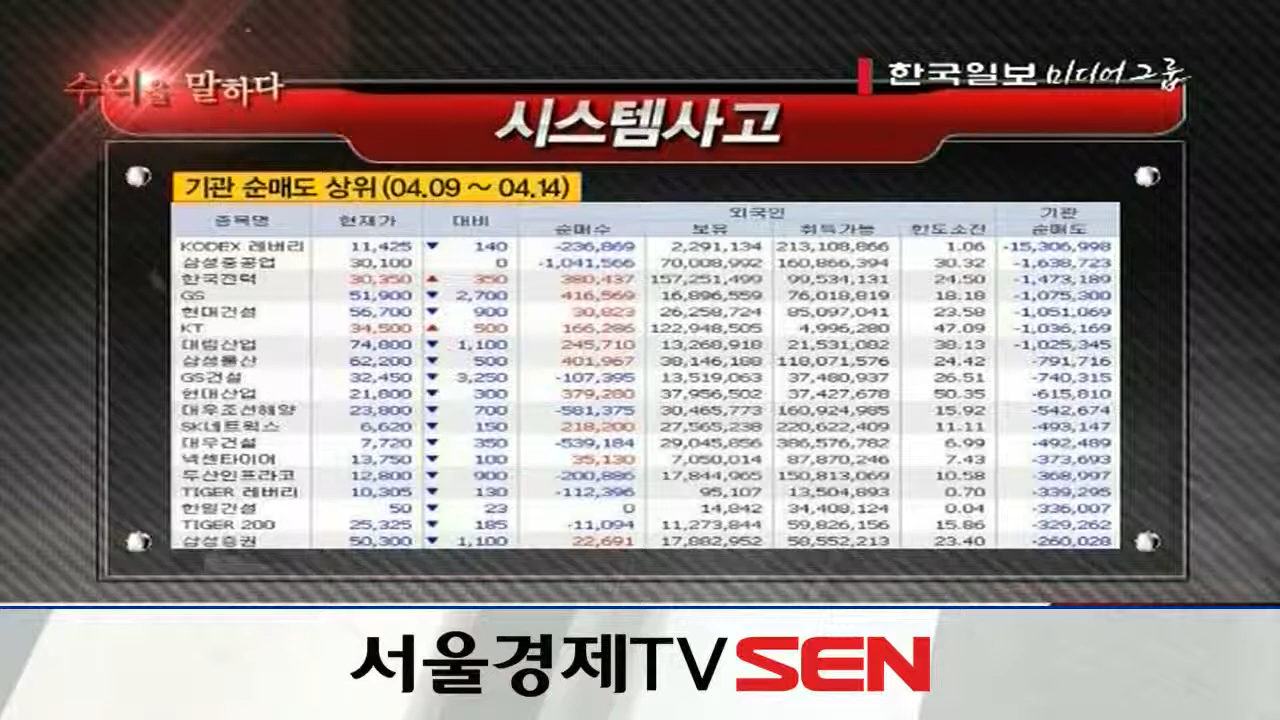 수익을 말하다
한국일보 미디어그룹
시스템사고
기관 순매도 상위(04.09 ~ 04.14)
종목명 현재가 대비 외국인 기관
순매수 보유 취득가능 한도소진 순매도
KODEX 레버리 11,425 ▼ 140 -236,869 2,291,134 213,108,866 1.06 -15,306,998
삼성중공업 30,100 0 -1,041,566 70,008,992 160,866,394 30.32 -1,638,723
한국전력 30,350 ▲ 350 380,437 157,251,469 99,534,131 24.50 -1,473,189
GS 51,900 ▼ 2,700 416,569 16,896,559 76,018,819 18.18 -1,075,300
현대건설 56,700 ▼ 900 30,823 26,258,724 85,097,041 23.58 -1,051,069
KT 34,500 ▲ 500 166,286 122,948,505 4,996,280 47.09 -1,036,169
대림산업 74,800 ▼ 1,100 245,710 13,268,918 21,531,082 38.13 -1,025,345
삼성물산 62,200 ▼ 500 401,967 38,146,188 118,071,576 24.42 -791,716
GS건설 32,450 ▼ 3,250 -107,395 13,519,063 37,480,937 26.51 -740,315
현대산업 21,800 ▼ 300 379,280 37,956,502 37,427,678 50.35 -615,810
대우조선해양 23,800 ▼ 700 -581,375 30,465,773 160,924,985 15.92 -542,674
SK네트웍스 6,620 ▼ 150 218,200 27,565,238 220,622,409 11.11 -493,147
대우건설 7,720 ▼ 350 -539,184 29,045,856 386,576,782 6.99 -492,489
넥센타이어 13,750 ▼ 100 35,130 7,050,014 87,870,246 7.43 -373,693
두산인프라코 12,800 ▼ 900 -200,886 17,844,965 150,813,069 10.58 -368,997
TIGER 레버리 10,305 ▼ 130 -112,396 95,107 13,504,893 0.70 -339,295
한일건설 50 ▼ 23 0 14,842 34,408,124 0.04 -336,007
TIGER 200 25,325 ▼ 185 -11,094 11,273,844 59,826,156 15.86 -329,262
삼성증권 50,300 ▼ 1,100 22,691 17,882,952 58,552,213 23.40 -260,028
서울경제TV SEN